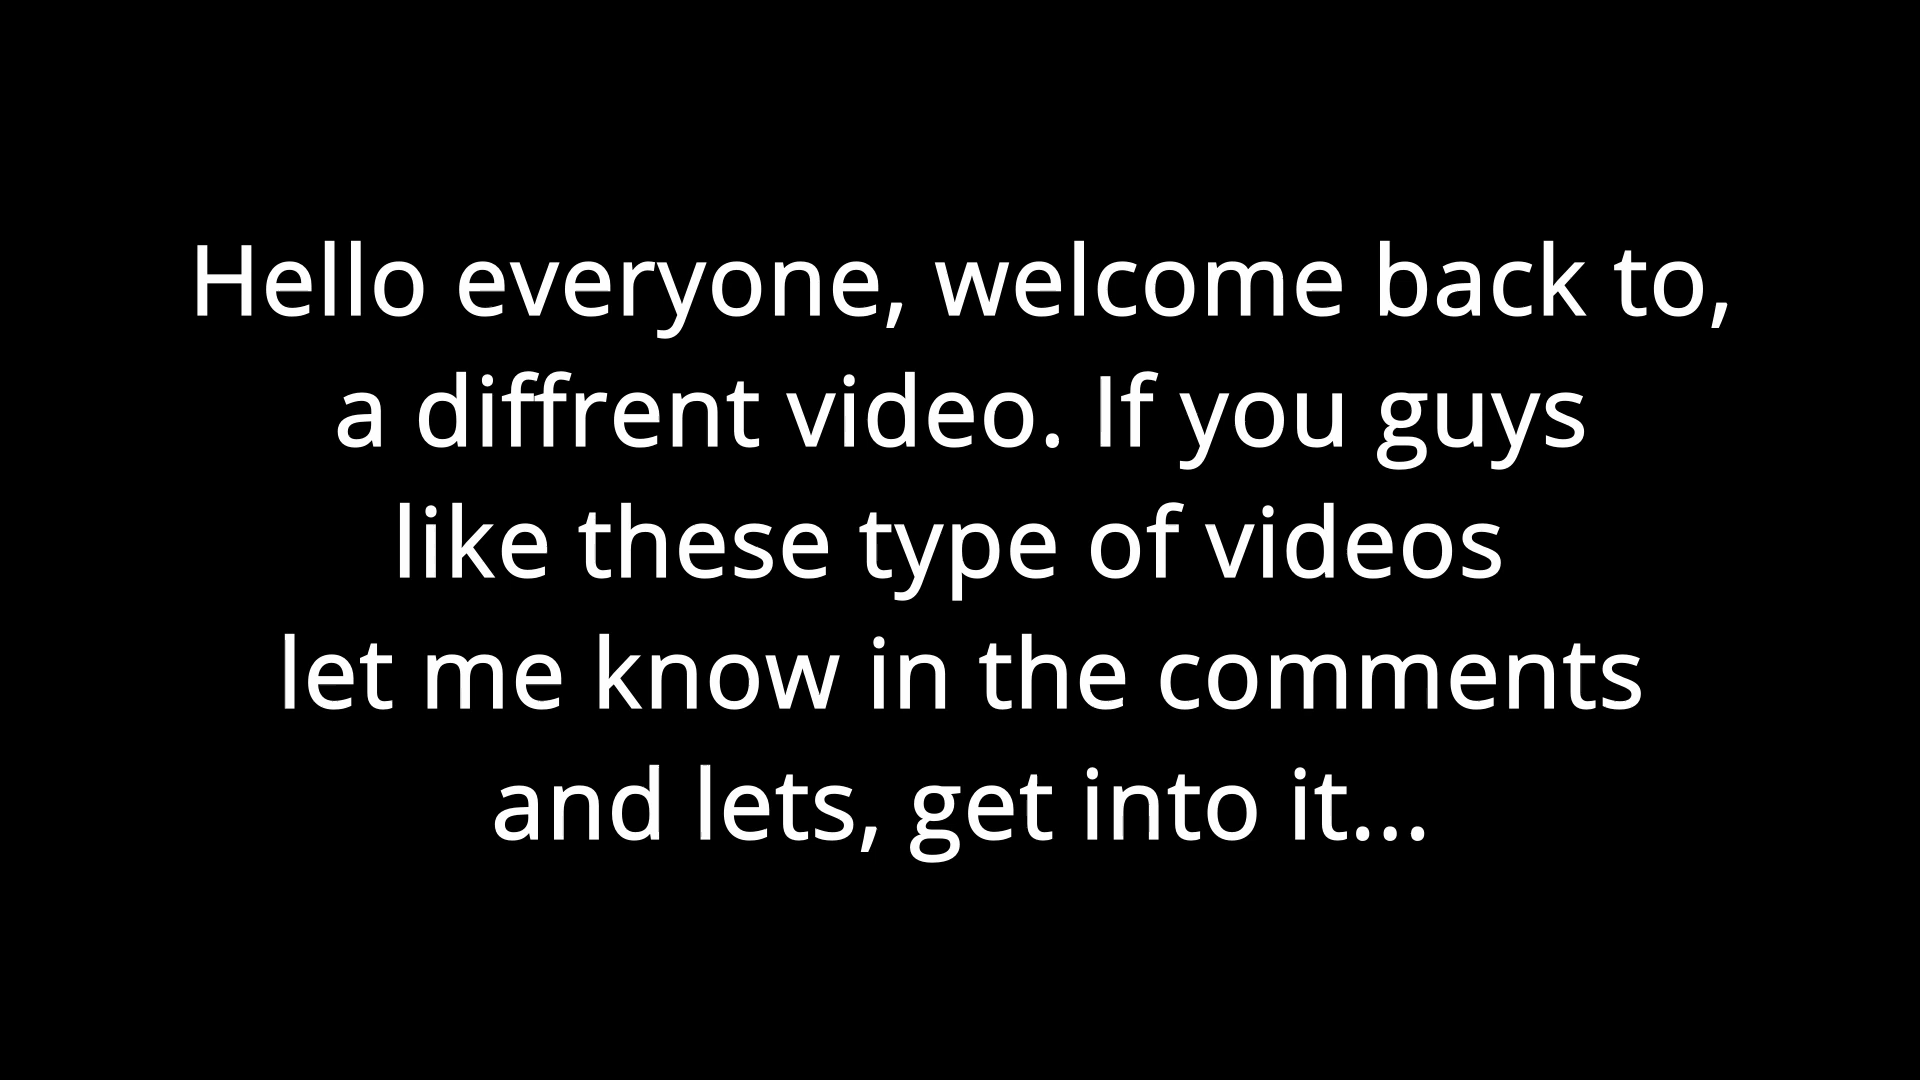 Hello everyone, welcome back to,
a diffrent video. If you guys
like these type of videos
let me know in the comments
and lets, get into it...